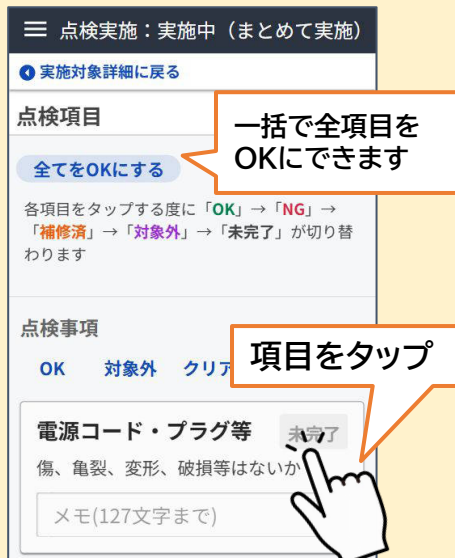 点検実施：実施中（まとめて実施）
実施対象詳細に戻る
点検項目
一括で全項目を
OKにできます
全てをOKにする
各項目をタップする度に「OK」→「NG」→
「補修済」→「対象外」→「未完了」が切り替
わります
点検事項
項目をタップ
OK 対象外 クリア
電源コード・プラグ等 未完了
傷、亀裂、変形、破損等はないか
メモ(127文字まで)